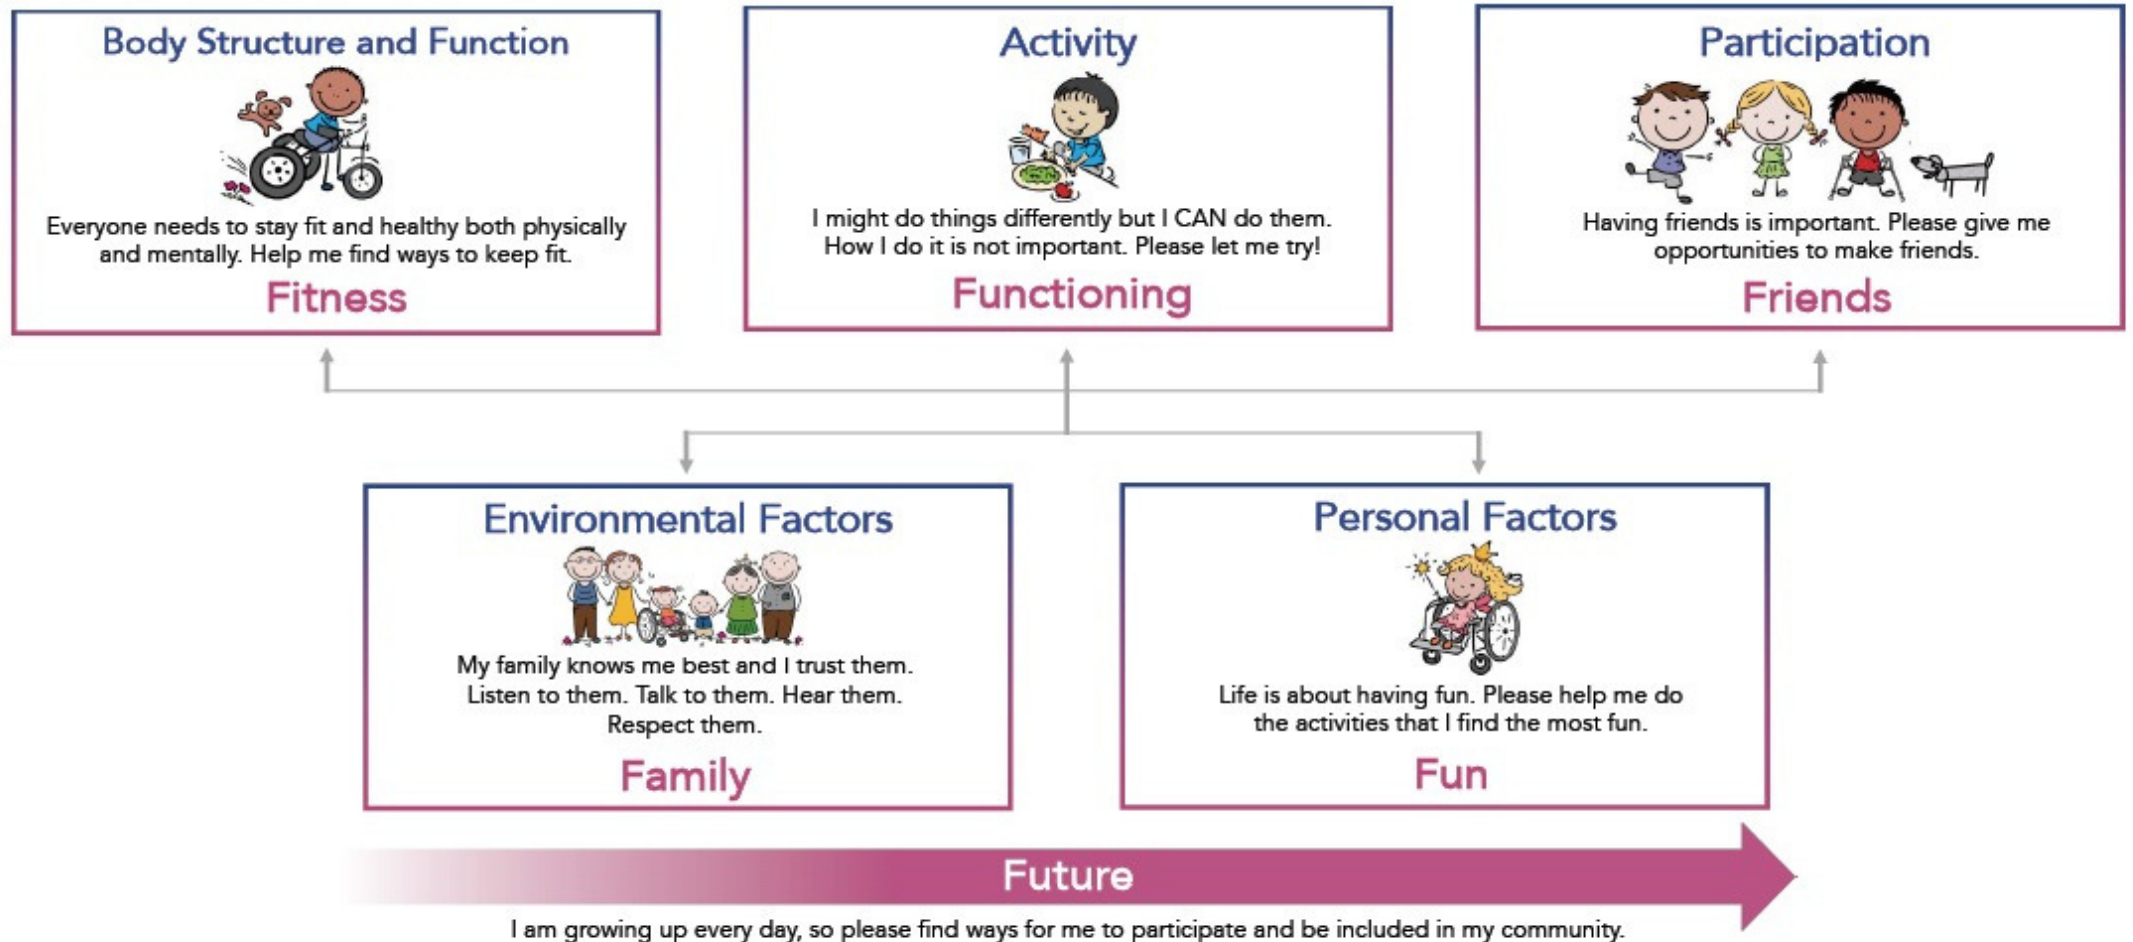 Body Structure and Function
Everyone needs to stay fit and healthy both physically
and mentally. Help me find ways to keep fit.
Fitness
Activity
I might do things differently but I CAN do them.
How I do it is not important. Please let me try!
Functioning
Participation
Having friends is important. Please give me
opportunities to make friends.
Friends
Environmental Factors
My family knows me best and I trust them.
Listen to them. Talk to them. Hear them.
Respect them.
Family
Personal Factors
Life is about having fun. Please help me do
the activities that I find the most fun.
Fun
Future
I am growing up every day, so please find ways for me to participate and be included in my community.